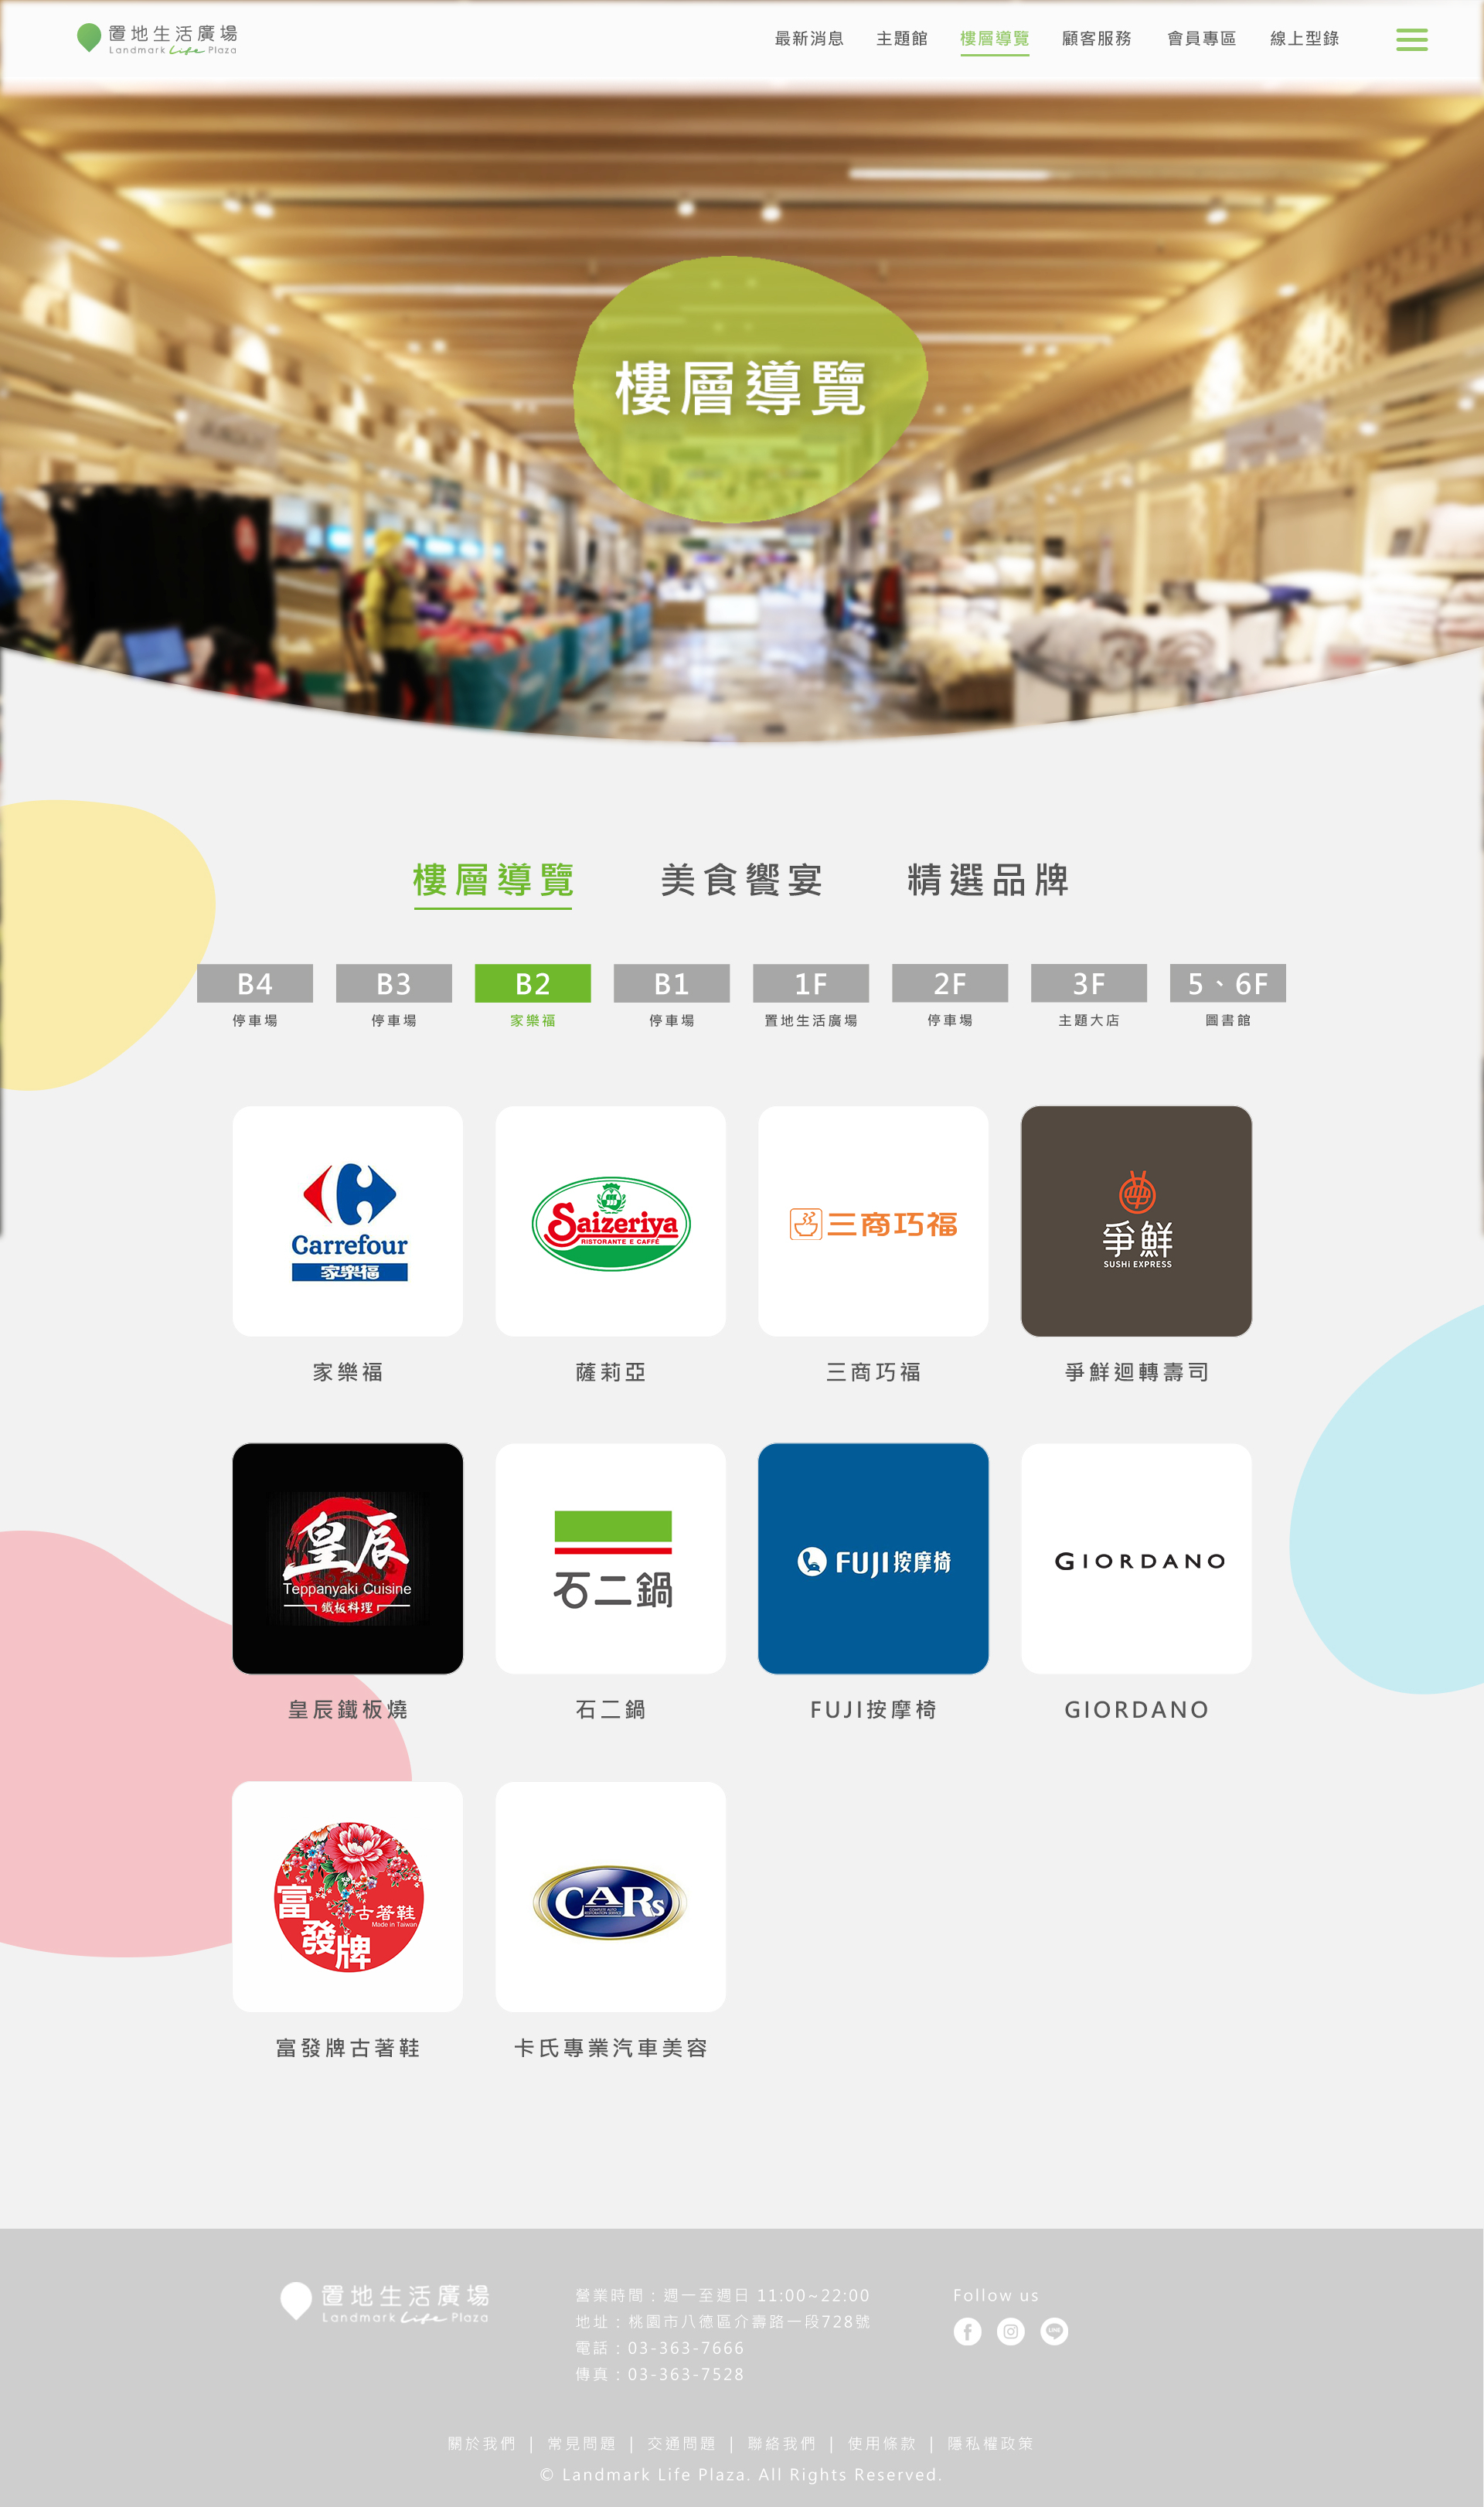 置地生活廣場
Landmark Life Plaza
最新消息 主題館 樓層導覽 顧客服務 會員專區 線上型錄
樓層導覽
樓層導覽 美食饗宴 精選品牌
B4 B3 B2 B1 1F 2F 3F 5、6F
停車場 停車場 家樂福 停車場 置地生活廣場 停車場 主題大店 圖書館
Carrefour
家樂福
Saizeriya
RISTORANTE E CAFFÉ
三商巧福
爭鮮
SUSHi EXPRESS
家樂福 薩莉亞 三商巧福 爭鮮迴轉壽司
皇辰
Teppanyaki Cuisine
鐵板料理
石二鍋
FUJI按摩椅
GIORDANO
皇辰鐵板燒 石二鍋 FUJI按摩椅 GIORDANO
富發牌
古著鞋
Made in Taiwan
CARs
富發牌古著鞋 卡氏專業汽車美容
置地生活廣場
Landmark Life Plaza
營業時間：週一至週日 11:00~22:00
地址：桃園市八德區介壽路一段728號
電話：03-363-7666
傳真：03-363-7528
Follow us
LINE
關於我們 | 常見問題 | 交通問題 | 聯絡我們 | 使用條款 | 隱私權政策
© Landmark Life Plaza. All Rights Reserved.